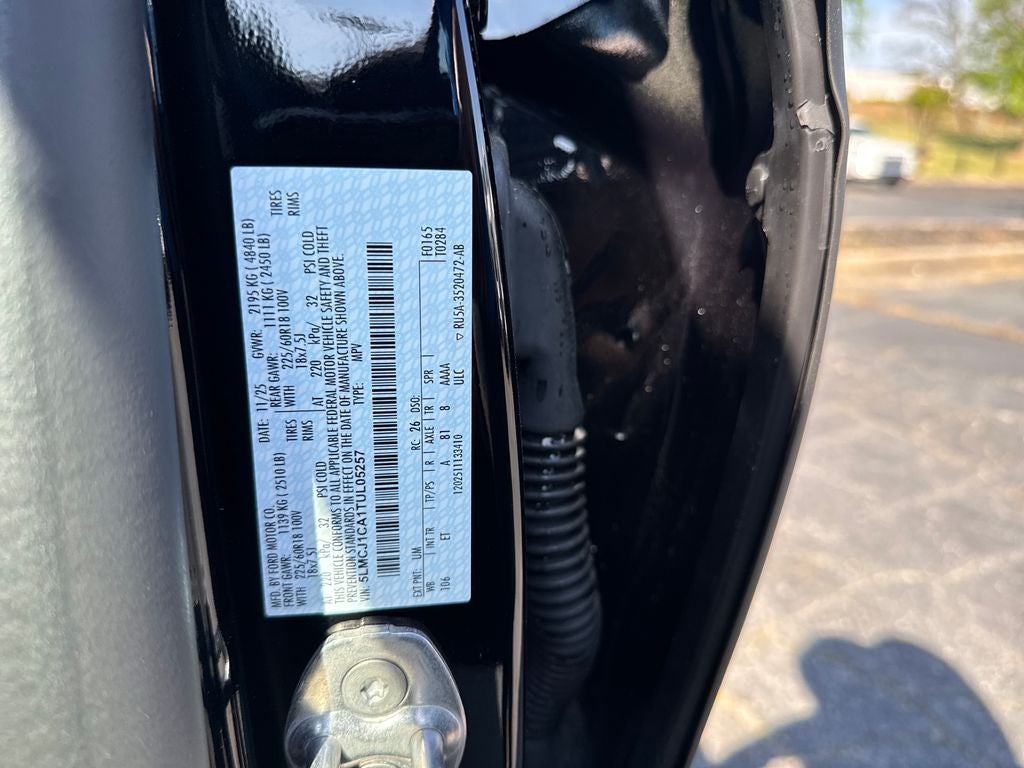 MFD. BY FORD MOTOR CO. DATE: 11/25 GVWR: 2195 KG ( 4840 LB)
FRONT GAWR: 1139 KG ( 2510 LB) REAR GAWR: 1111 KG ( 2450 LB)
WITH 225/60R18 100V TIRES WITH 225/60R18 100V TIRES
18x7.5J RIMS 18x7.5J RIMS
AT 220 kPa/ 32 PSI COLD AT 220 kPa/ 32 PSI COLD
THIS VEHICLE CONFORMS TO ALL APPLICABLE FEDERAL MOTOR VEHICLE SAFETY AND THEFT
PREVENTION STANDARDS IN EFFECT ON THE DATE OF MANUFACTURE SHOWN ABOVE.
VIN: 5LMCJ1CA1TUL05257 TYPE: MPV
EXT PNT: UM RC: 26 DSO: F0165
WB INT TR TP/PS R AXLE TR SPR T0284
106 ET A B1 8 AAAA
ULC
120251113410 ▽ RU5A-3520472-AB